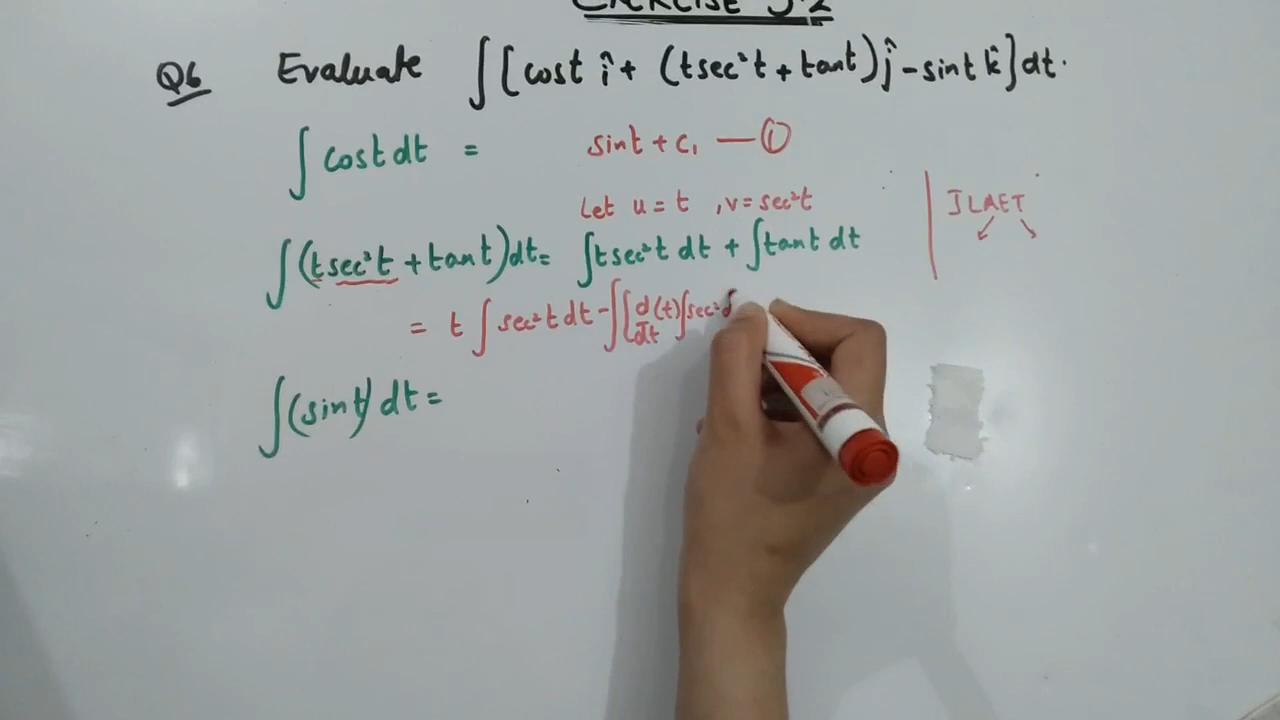 EXERCISE 5.2
Q6 Evaluate ∫[cost î + (tsec²t + tant)ĵ - sint k̂]dt.
∫cost dt = sint + c₁ — ①
Let u = t , v = sec²t
ILAET
∫(tsec²t + tant)dt = ∫tsec²t dt + ∫tant dt
= t ∫sec²t dt - ∫[d/dt (t) ∫sec²
∫(sint) dt =